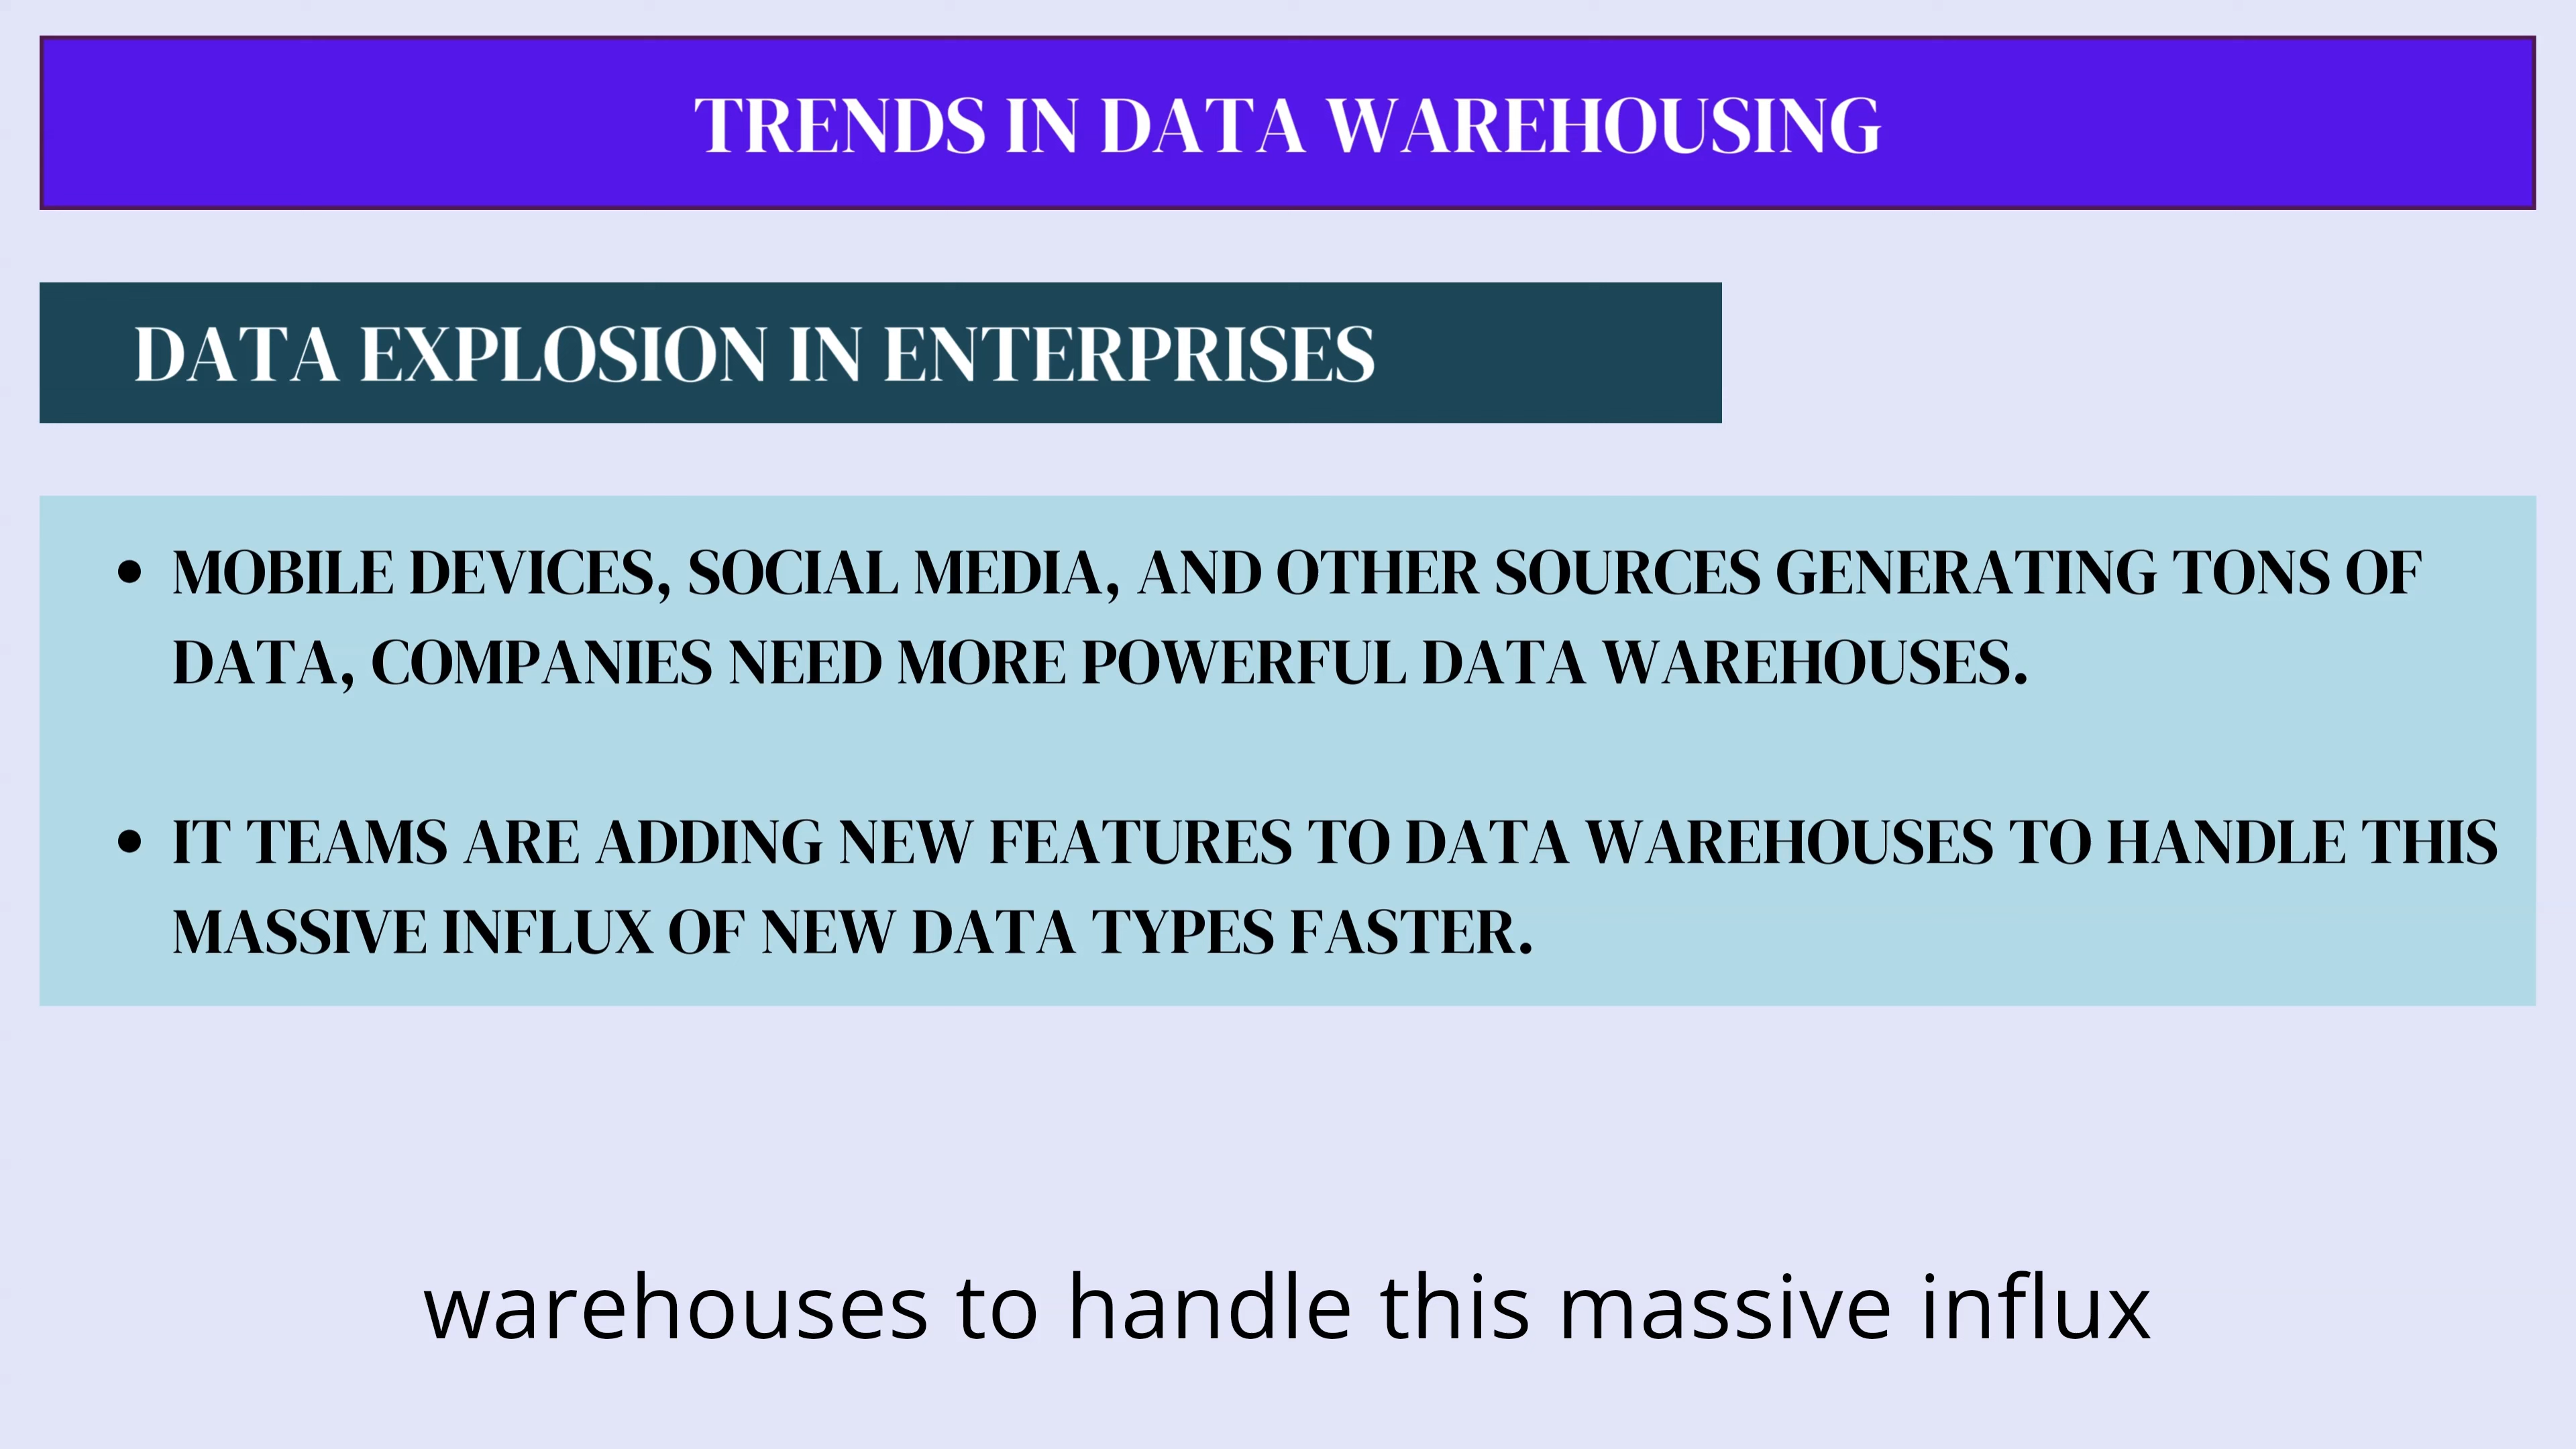 TRENDS IN DATA WAREHOUSING
DATA EXPLOSION IN ENTERPRISES
• MOBILE DEVICES, SOCIAL MEDIA, AND OTHER SOURCES GENERATING TONS OF
DATA, COMPANIES NEED MORE POWERFUL DATA WAREHOUSES.
• IT TEAMS ARE ADDING NEW FEATURES TO DATA WAREHOUSES TO HANDLE THIS
MASSIVE INFLUX OF NEW DATA TYPES FASTER.
warehouses to handle this massive influx